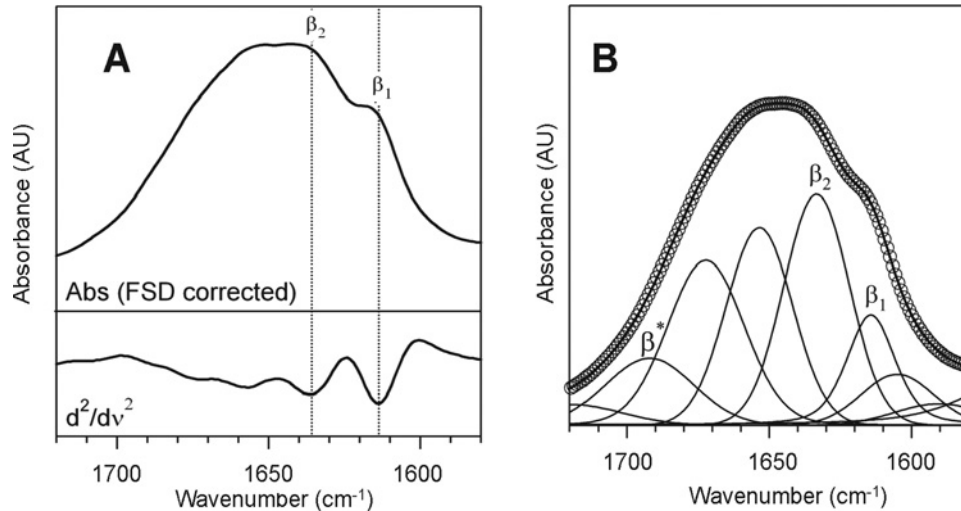 A
β₂
β₁
Absorbance (AU)
Abs (FSD corrected)
d²/dν²
1700 1650 1600
Wavenumber (cm⁻¹)
B
β₂
β₁
β*
Absorbance (AU)
1700 1650 1600
Wavenumber (cm⁻¹)